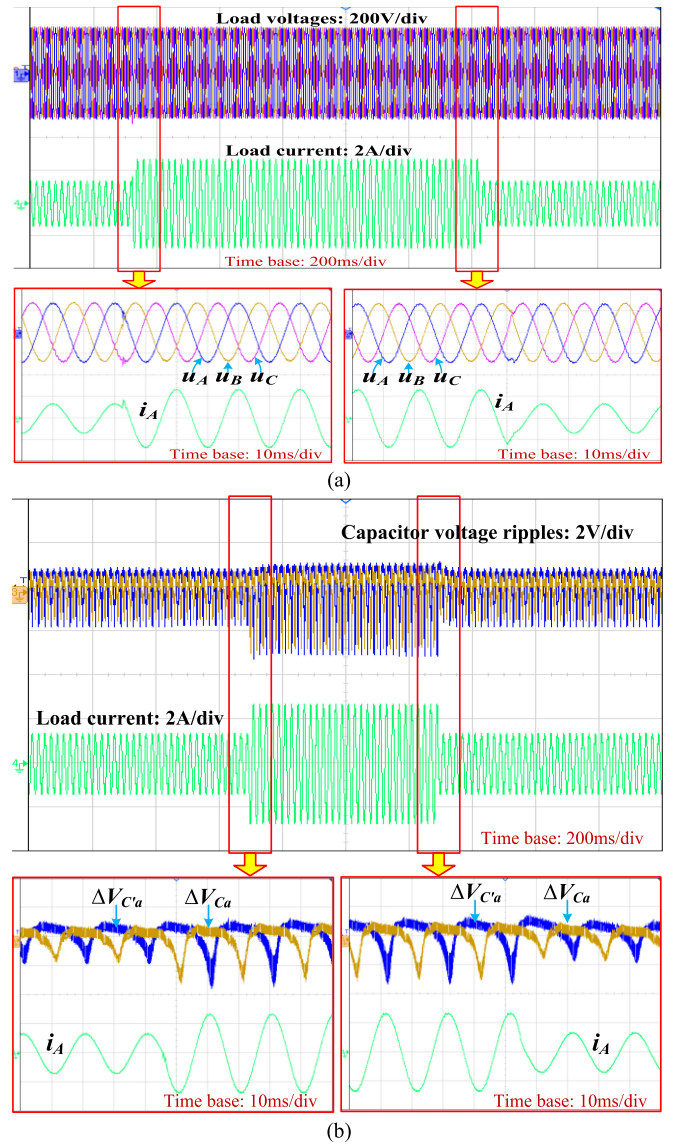 Load voltages: 200V/div
Load current: 2A/div
Time base: 200ms/div
u_A u_B u_C
i_A
Time base: 10ms/div
u_A u_B u_C
i_A
Time base: 10ms/div
(a)
Capacitor voltage ripples: 2V/div
T
3
Load current: 2A/div
4
Time base: 200ms/div
ΔV_C'a ΔV_Ca
i_A
Time base: 10ms/div
ΔV_C'a ΔV_Ca
i_A
Time base: 10ms/div
(b)